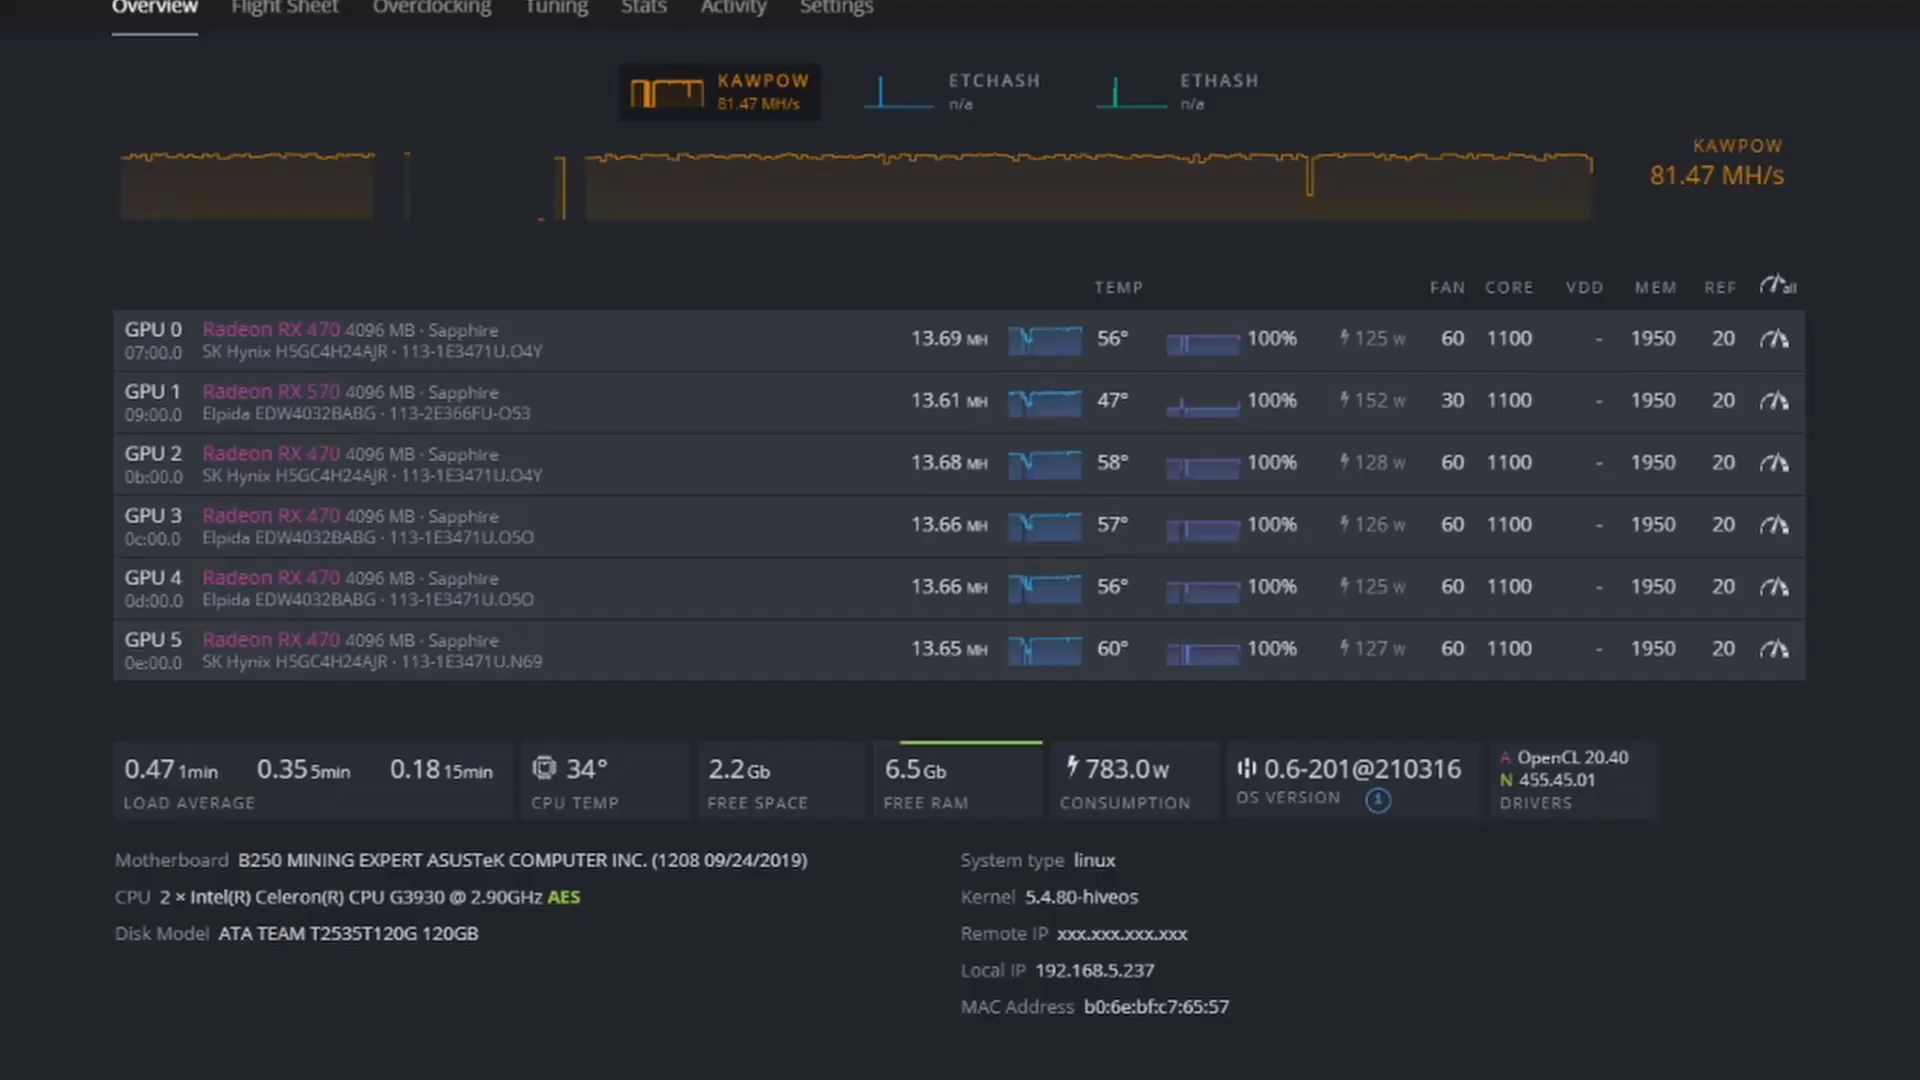 Overview Flight Sheet Overclocking Tuning Stats Activity Settings
KAWPOW
81.47 MH/s
ETCHASH
n/a
ETHASH
n/a
KAWPOW
81.47 MH/s
TEMP FAN CORE VDD MEM REF all
GPU 0 Radeon RX 470 4096 MB · Sapphire 13.69 MH 56° 100% 125 W 60 1100 - 1950 20
07:00.0 SK Hynix H5GC4H24AJR · 113-1E3471U.O4Y
GPU 1 Radeon RX 570 4096 MB · Sapphire 13.61 MH 47° 100% 152 W 30 1100 - 1950 20
09:00.0 Elpida EDW4032BABG · 113-2E366FU-O53
GPU 2 Radeon RX 470 4096 MB · Sapphire 13.68 MH 58° 100% 128 W 60 1100 - 1950 20
0b:00.0 SK Hynix H5GC4H24AJR · 113-1E3471U.O4Y
GPU 3 Radeon RX 470 4096 MB · Sapphire 13.66 MH 57° 100% 126 W 60 1100 - 1950 20
0c:00.0 Elpida EDW4032BABG · 113-1E3471U.O5O
GPU 4 Radeon RX 470 4096 MB · Sapphire 13.66 MH 56° 100% 125 W 60 1100 - 1950 20
0d:00.0 Elpida EDW4032BABG · 113-1E3471U.O5O
GPU 5 Radeon RX 470 4096 MB · Sapphire 13.65 MH 60° 100% 127 W 60 1100 - 1950 20
0e:00.0 SK Hynix H5GC4H24AJR · 113-1E3471U.N69
0.47 1min 0.35 5min 0.18 15min
LOAD AVERAGE
34°
CPU TEMP
2.2 Gb
FREE SPACE
6.5 Gb
FREE RAM
783.0 W
CONSUMPTION
0.6-201@210316
OS VERSION 1
A OpenCL 20.40
N 455.45.01
DRIVERS
Motherboard B250 MINING EXPERT ASUSTeK COMPUTER INC. (1208 09/24/2019)
CPU 2 × Intel(R) Celeron(R) CPU G3930 @ 2.90GHz AES
Disk Model ATA TEAM T2535T120G 120GB
System type linux
Kernel 5.4.80-hiveos
Remote IP xxx.xxx.xxx.xxx
Local IP 192.168.5.237
MAC Address b0:6e:bf:c7:65:57